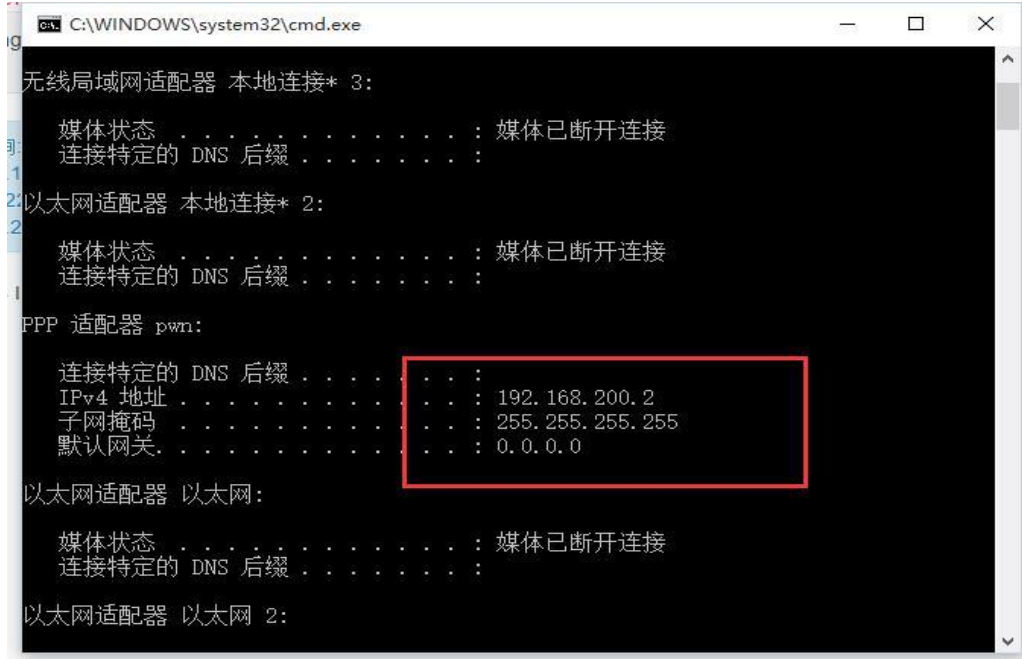 C:\WINDOWS\system32\cmd.exe
无线局域网适配器 本地连接* 3:
媒体状态 . . . . . . . . . . . . : 媒体已断开连接
连接特定的 DNS 后缀 . . . . . . . :
以太网适配器 本地连接* 2:
媒体状态 . . . . . . . . . . . . : 媒体已断开连接
连接特定的 DNS 后缀 . . . . . . . :
PPP 适配器 pwn:
连接特定的 DNS 后缀 . . . . . . . :
IPv4 地址 . . . . . . . . . . . . : 192.168.200.2
子网掩码 . . . . . . . . . . . . : 255.255.255.255
默认网关. . . . . . . . . . . . . : 0.0.0.0
以太网适配器 以太网:
媒体状态 . . . . . . . . . . . . : 媒体已断开连接
连接特定的 DNS 后缀 . . . . . . . :
以太网适配器 以太网 2: